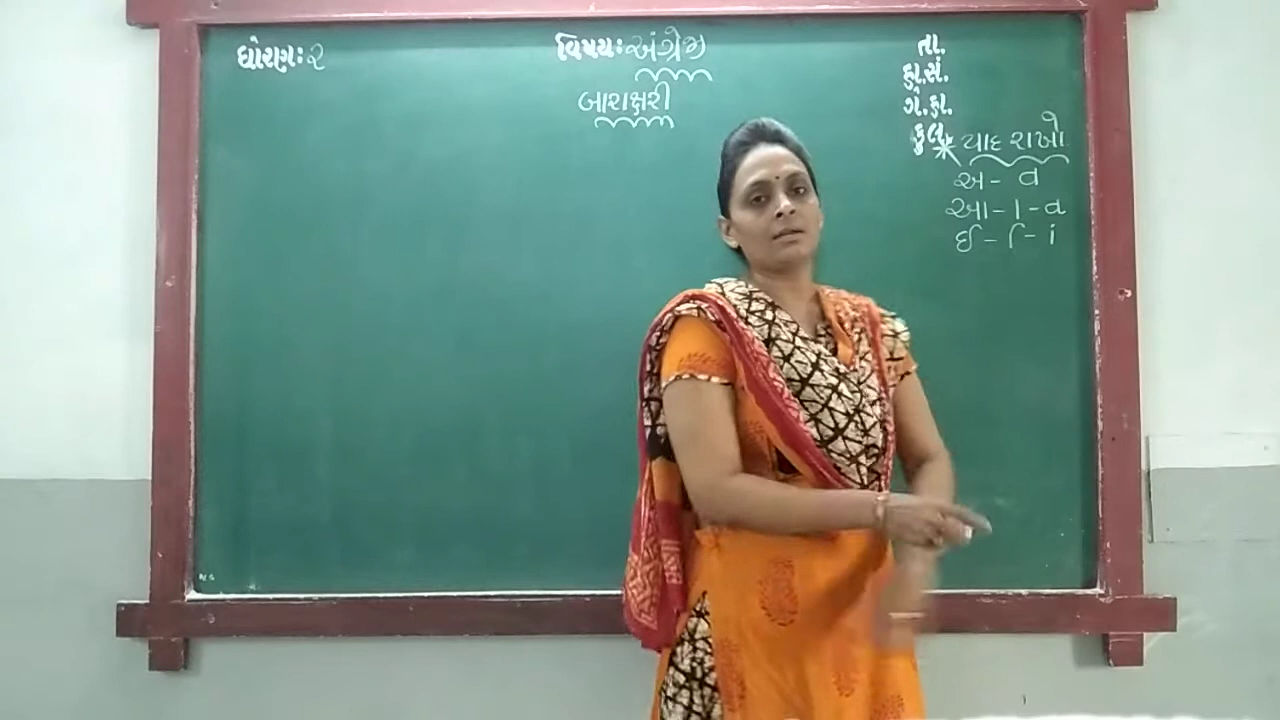 ધોરણ: ૨
વિષય: અંગ્રેજી
બારાક્ષરી
તા.
હા.સં.
ગે.હા.
કુલ
* યાદ રાખો
અ - a
આ - ા - a
ઈ - િ - i